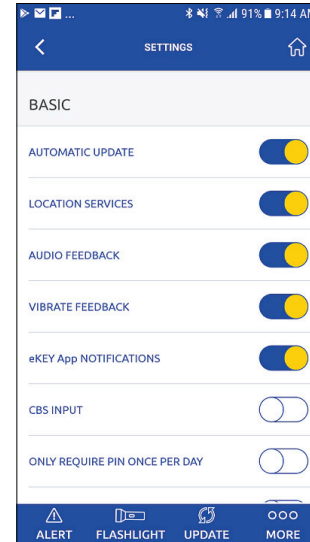 ... 91% 9:14 AM
SETTINGS
BASIC
AUTOMATIC UPDATE
LOCATION SERVICES
AUDIO FEEDBACK
VIBRATE FEEDBACK
eKEY App NOTIFICATIONS
CBS INPUT
ONLY REQUIRE PIN ONCE PER DAY
ALERT FLASHLIGHT UPDATE MORE